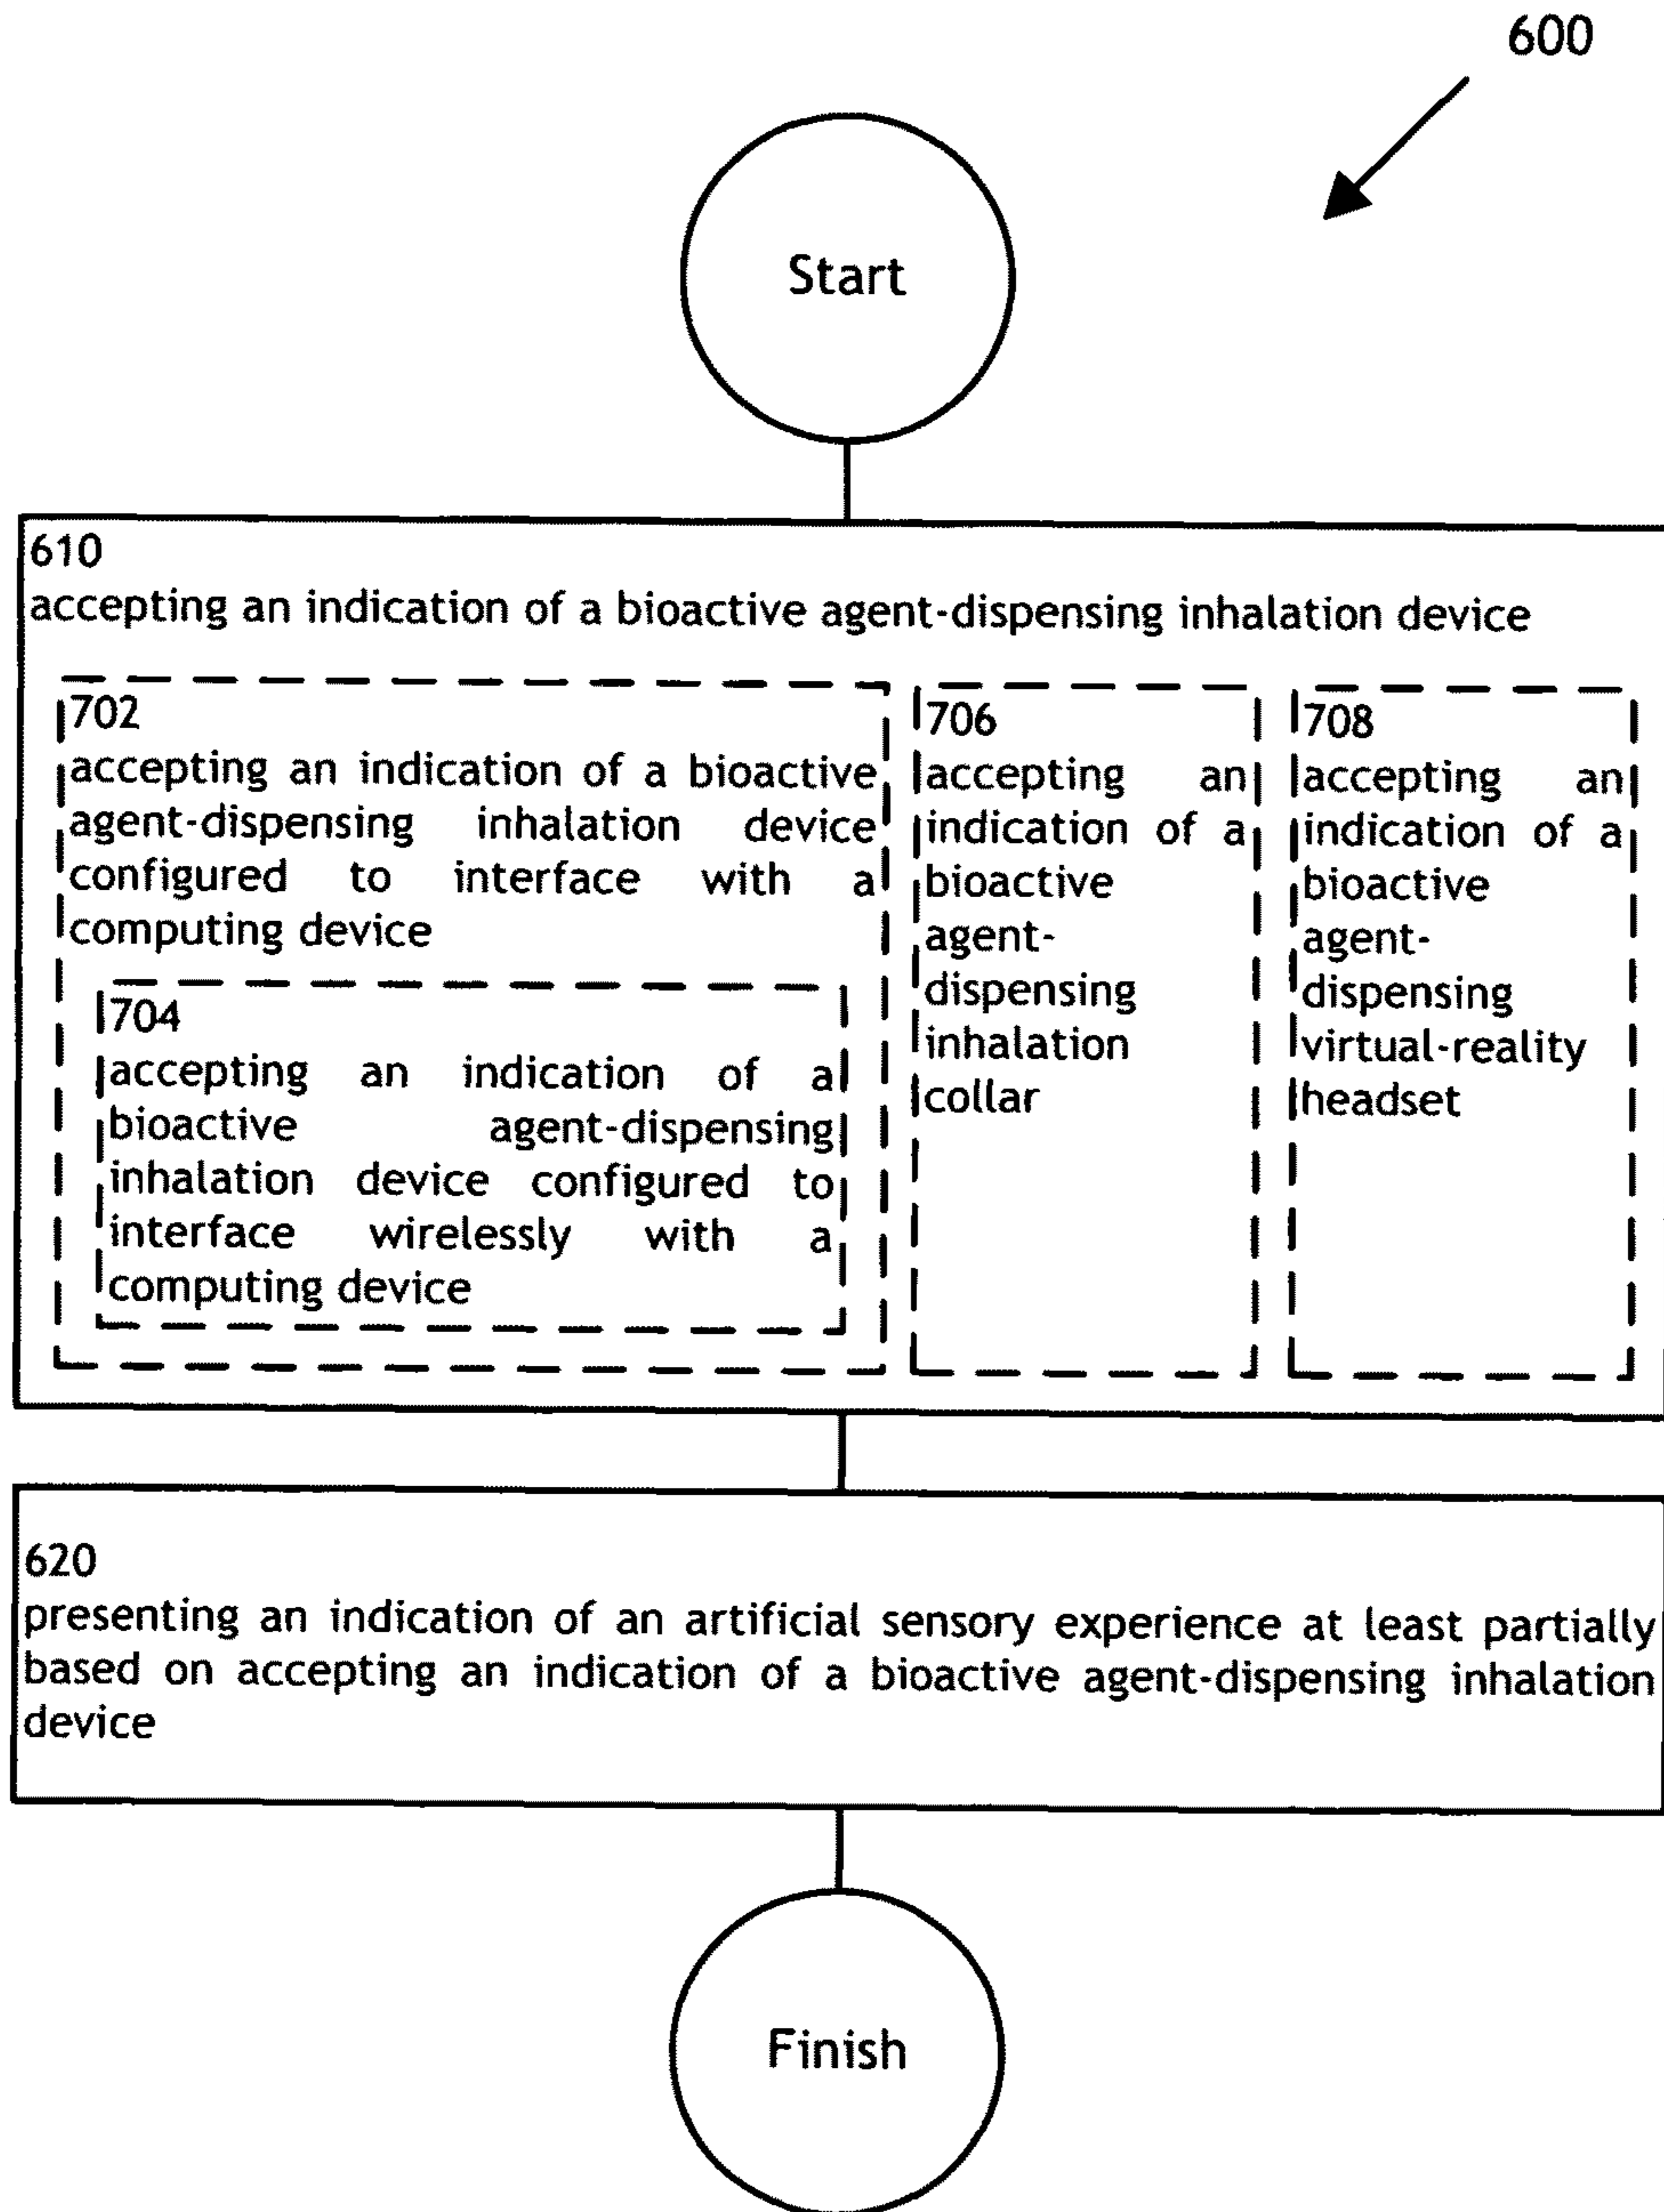 600
Start
610
accepting an indication of a bioactive agent-dispensing inhalation device
702
accepting an indication of a bioactive
agent-dispensing inhalation device
configured to interface with a
computing device
704
accepting an indication of a
bioactive agent-dispensing
inhalation device configured to
interface wirelessly with a
computing device
706
accepting an
indication of a
bioactive
agent-
dispensing
inhalation
collar
708
accepting an
indication of a
bioactive
agent-
dispensing
virtual-reality
headset
620
presenting an indication of an artificial sensory experience at least partially
based on accepting an indication of a bioactive agent-dispensing inhalation
device
Finish